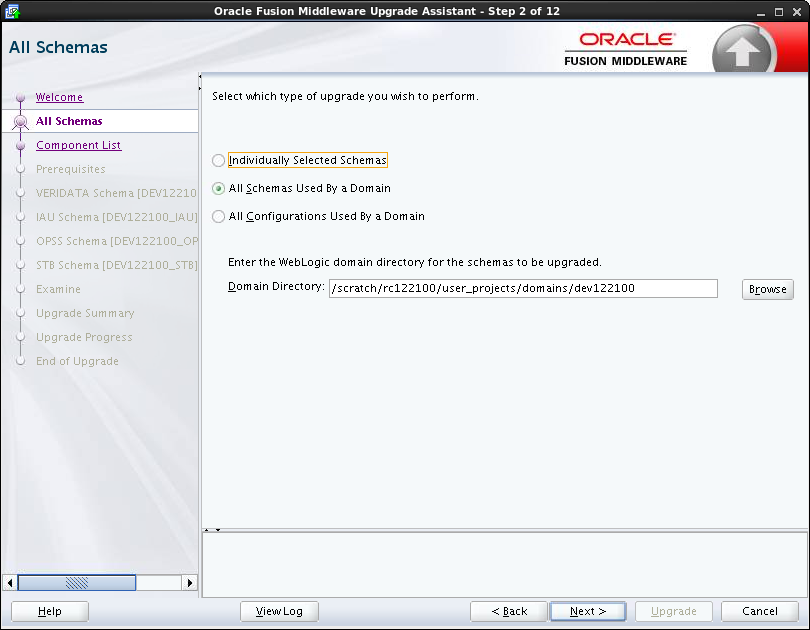 Oracle Fusion Middleware Upgrade Assistant - Step 2 of 12
All Schemas
ORACLE
FUSION MIDDLEWARE
Welcome
All Schemas
Component List
Prerequisites
VERIDATA Schema [DEV12210
IAU Schema [DEV122100_IAU]
OPSS Schema [DEV122100_OP
STB Schema [DEV122100_STB]
Examine
Upgrade Summary
Upgrade Progress
End of Upgrade
Select which type of upgrade you wish to perform.
Individually Selected Schemas
All Schemas Used By a Domain
All Configurations Used By a Domain
Enter the WebLogic domain directory for the schemas to be upgraded.
Domain Directory: /scratch/rc122100/user_projects/domains/dev122100 Browse
Help View Log < Back Next > Upgrade Cancel